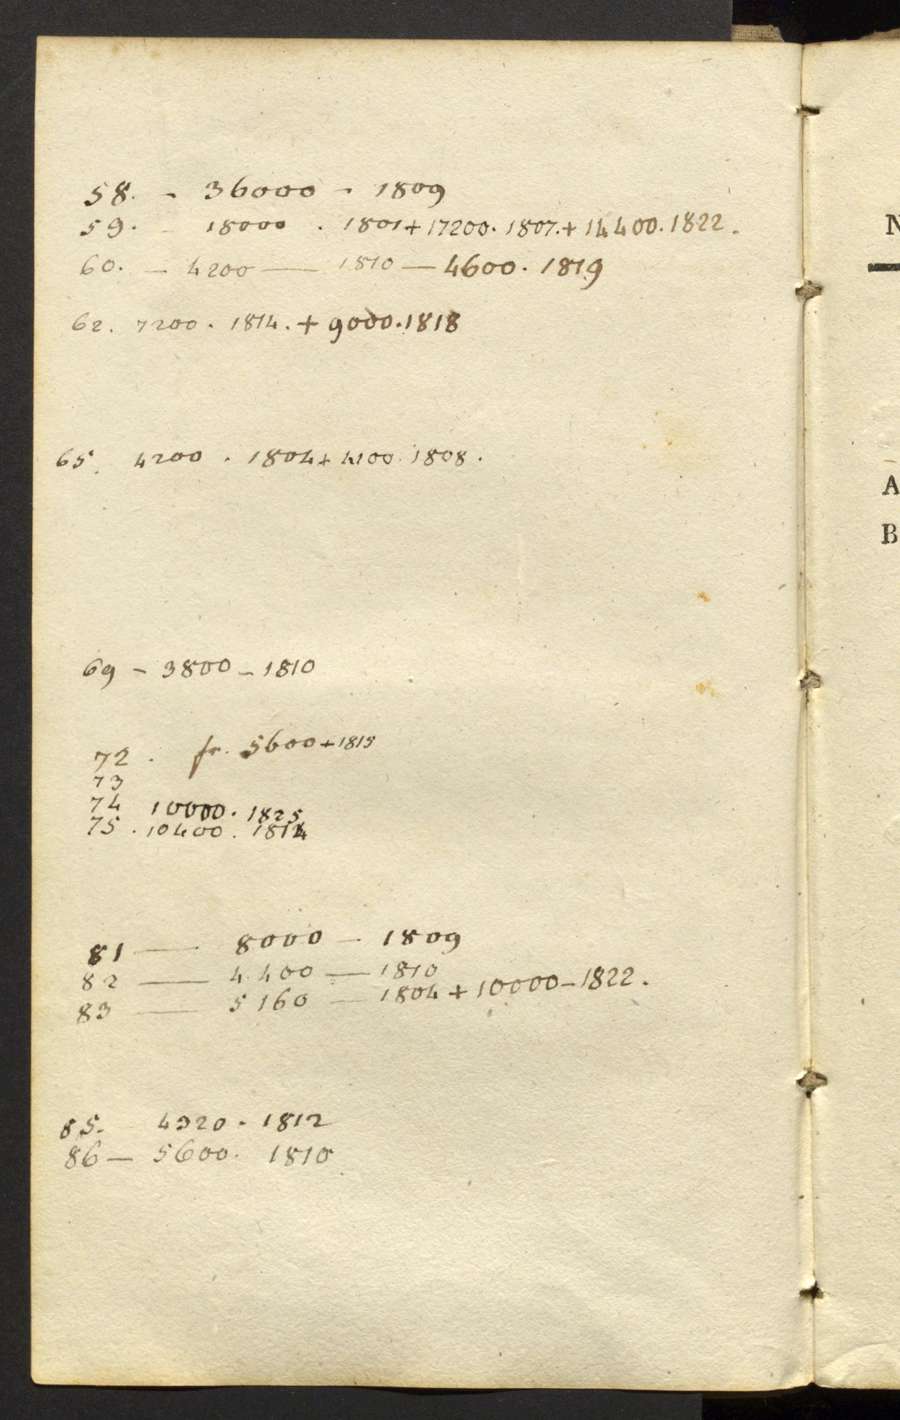 58. - 36000 - 1809
59. - 18000 . 1801 + 17200. 1807. + 14400. 1822.
60. — 4200 — 1810 — 4600. 1819
62. 7200. 1814. + 9000. 1818
65. 4200 . 1804 + 4100. 1808.
69 - 3800 - 1810
72 . fr. 5600 + 1815
73
74 10000. 1825
75 . 10400. 1814
81 — 8000 - 1809
82 — 4400 — 1810
83 — 5160 — 1804 + 10000 - 1822.
85. 4320. 1812
86 — 5600. 1810
N
A
B